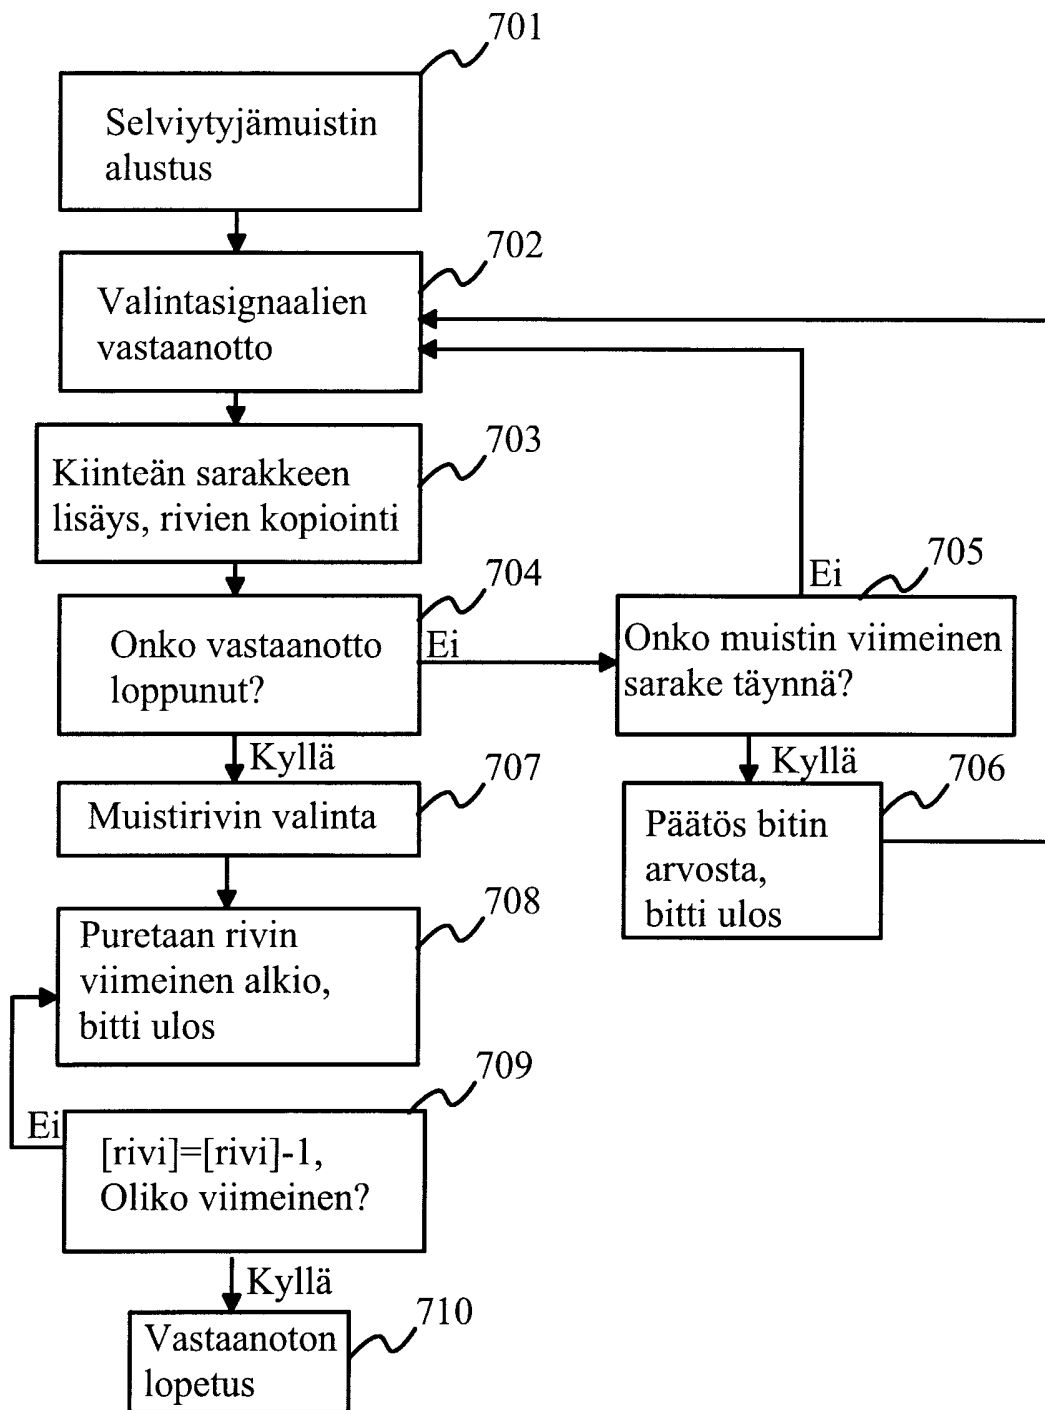 701
Selviytyjämuistin
alustus
702
Valintasignaalien
vastaanotto
703
Kiinteän sarakkeen
lisäys, rivien kopiointi
704
Onko vastaanotto
loppunut?
Ei
705
Ei
Onko muistin viimeinen
sarake täynnä?
Kyllä
706
Päätös bitin
arvosta,
bitti ulos
Kyllä
707
Muistirivin valinta
708
Puretaan rivin
viimeinen alkio,
bitti ulos
709
Ei
[rivi]=[rivi]-1,
Oliko viimeinen?
Kyllä
710
Vastaanoton
lopetus